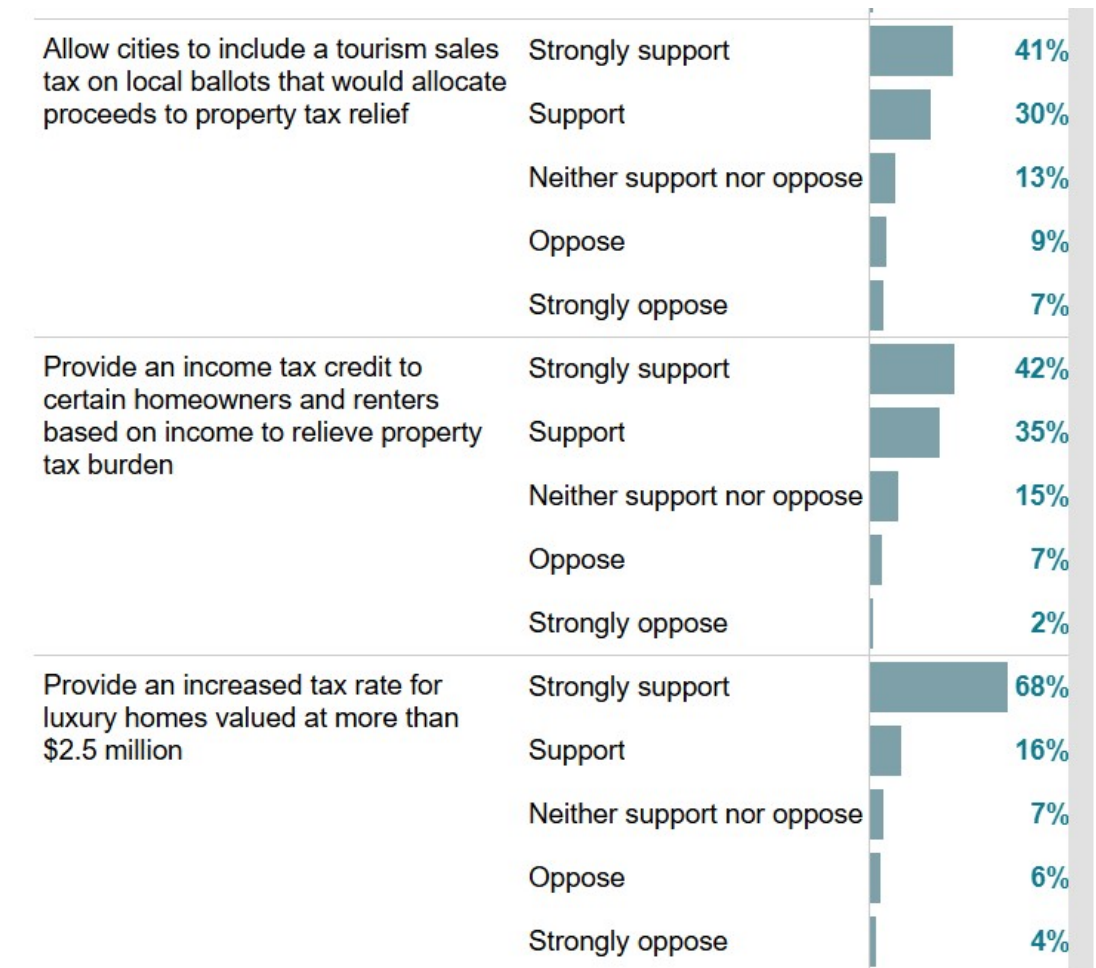 Allow cities to include a tourism sales
tax on local ballots that would allocate
proceeds to property tax relief
Strongly support 41%
Support 30%
Neither support nor oppose 13%
Oppose 9%
Strongly oppose 7%
Provide an income tax credit to
certain homeowners and renters
based on income to relieve property
tax burden
Strongly support 42%
Support 35%
Neither support nor oppose 15%
Oppose 7%
Strongly oppose 2%
Provide an increased tax rate for
luxury homes valued at more than
$2.5 million
Strongly support 68%
Support 16%
Neither support nor oppose 7%
Oppose 6%
Strongly oppose 4%